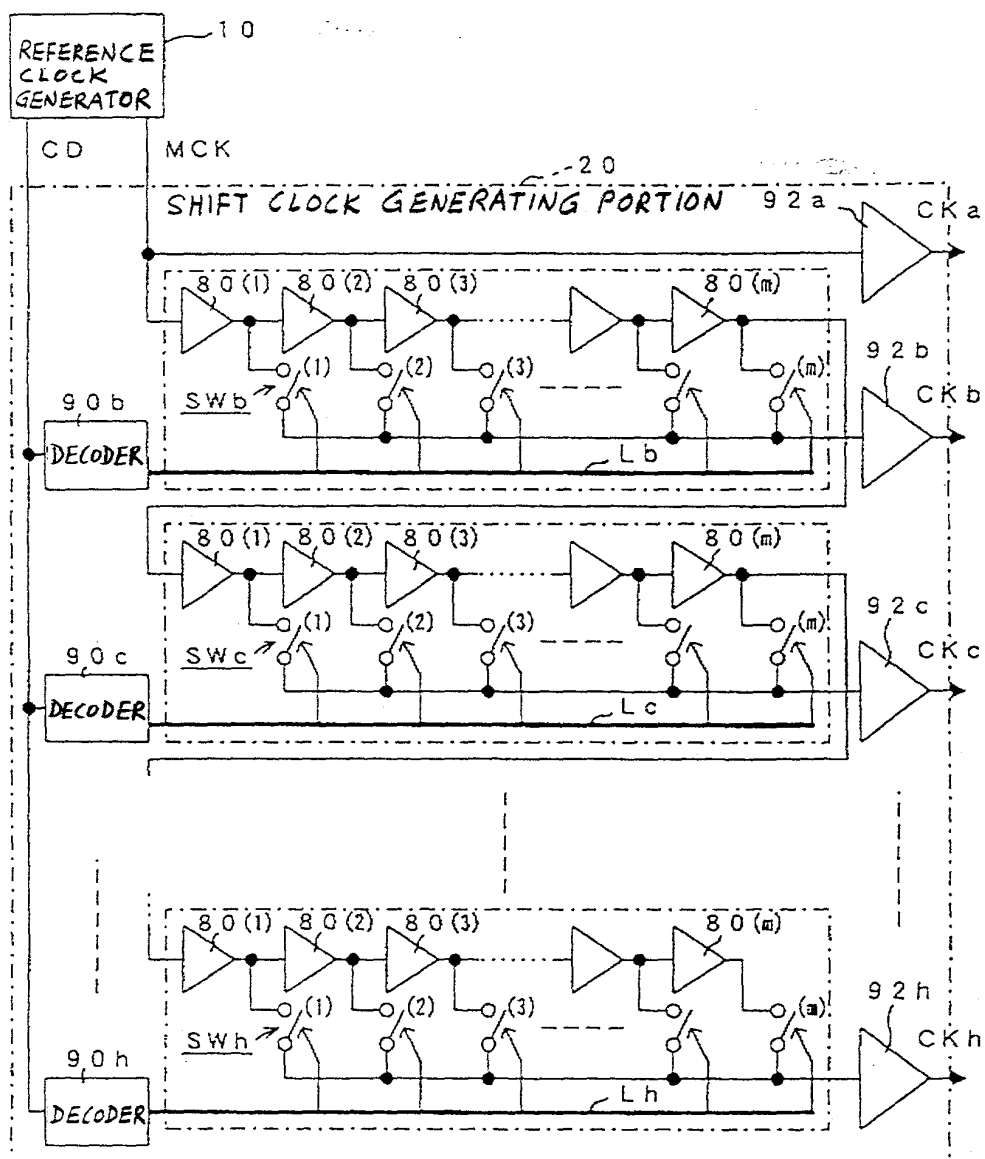 10
REFERENCE
CLOCK
GENERATOR
CD
MCK
20
SHIFT CLOCK GENERATING PORTION
92a
CKa
80(1)
80(2)
80(3)
80(m)
92b
CKb
(1)
(2)
(3)
(m)
SWb
90b
DECODER
Lb
80(1)
80(2)
80(3)
80(m)
92c
CKc
(1)
(2)
(3)
(m)
SWc
90c
DECODER
Lc
80(1)
80(2)
80(3)
80(m)
92h
CKh
(1)
(2)
(3)
(m)
SWh
90h
DECODER
Lh